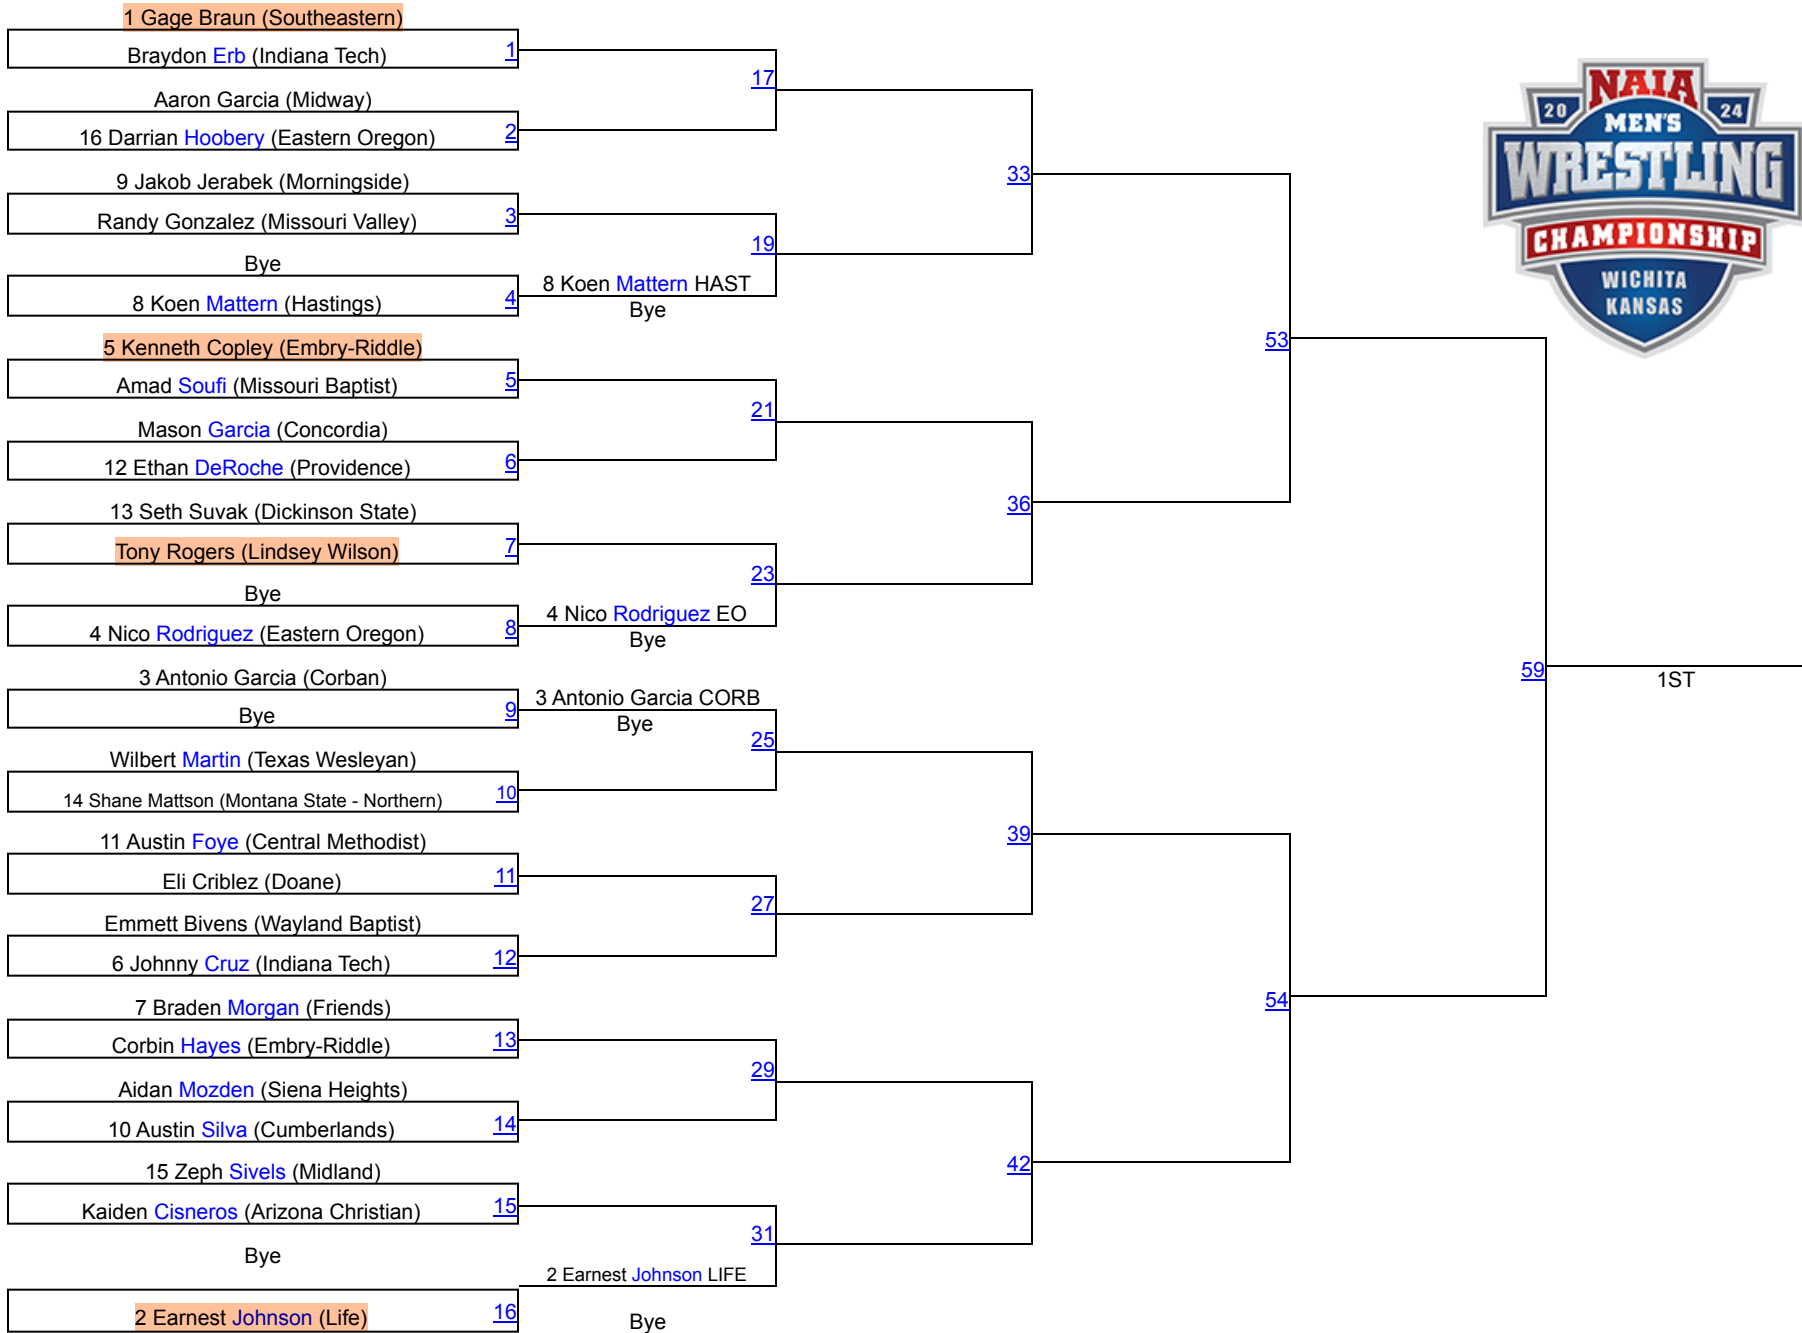 1 Gage Braun (Southeastern)
Braydon Erb (Indiana Tech)
1
17
Aaron Garcia (Midway)
16 Darrian Hoobery (Eastern Oregon)
2
33
9 Jakob Jerabek (Morningside)
Randy Gonzalez (Missouri Valley)
3
19
Bye
8 Koen Mattern (Hastings)
4
8 Koen Mattern HAST
Bye
53
5 Kenneth Copley (Embry-Riddle)
Amad Soufi (Missouri Baptist)
5
21
Mason Garcia (Concordia)
12 Ethan DeRoche (Providence)
6
36
13 Seth Suvak (Dickinson State)
Tony Rogers (Lindsey Wilson)
7
23
Bye
4 Nico Rodriguez (Eastern Oregon)
8
4 Nico Rodriguez EO
Bye
59
1ST
3 Antonio Garcia (Corban)
Bye
9
3 Antonio Garcia CORB
Bye
25
Wilbert Martin (Texas Wesleyan)
14 Shane Mattson (Montana State - Northern)
10
39
11 Austin Foye (Central Methodist)
Eli Criblez (Doane)
11
27
Emmett Bivens (Wayland Baptist)
6 Johnny Cruz (Indiana Tech)
12
54
7 Braden Morgan (Friends)
Corbin Hayes (Embry-Riddle)
13
29
Aidan Mozden (Siena Heights)
10 Austin Silva (Cumberlands)
14
42
15 Zeph Sivels (Midland)
Kaiden Cisneros (Arizona Christian)
15
31
Bye
2 Earnest Johnson (Life)
16
2 Earnest Johnson LIFE
Bye
NAIA
20 24
MEN'S
WRESTLING
CHAMPIONSHIP
WICHITA
KANSAS